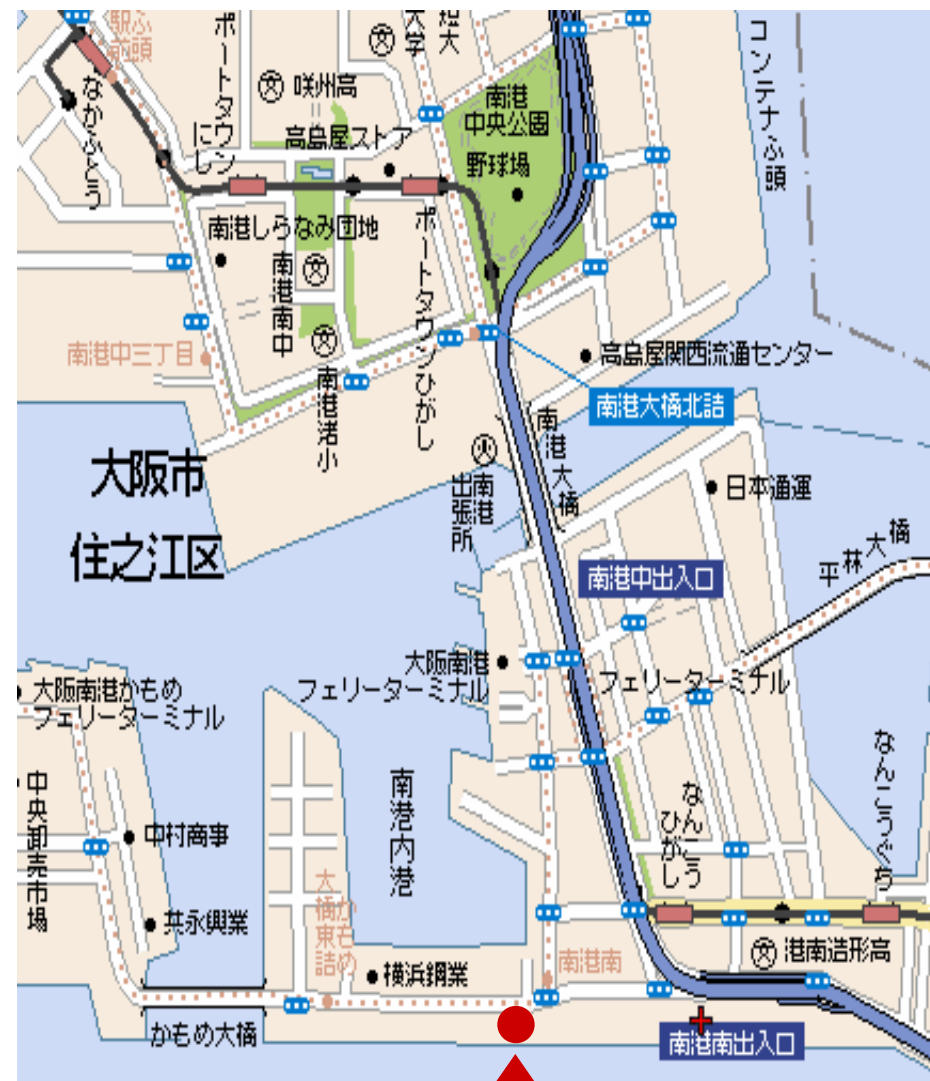 駅ふ
前頭
なかふとう
ポートタウン
にし
咲州高
大学
短大
南港
中央公園
野球場
コンテナふ頭
高島屋ストア
南港しらなみ団地
南港南中
ポートタウンひがし
南港中三丁目
南港渚小
高島屋関西流通センター
南港大橋北詰
南港大橋
南港
出張所
大阪市
住之江区
日本通運
平林大橋
南港中出入口
大阪南港
フェリーターミナル
フェリーターミナル
大阪南港かもめ
フェリーターミナル
中央卸売市場
中村商事
共永興業
南港内港
なんこう
ひがし
なんこうぐち
大橋東詰
かもめ
横浜鋼業
南港南
港南造形高
かもめ大橋
南港南出入口